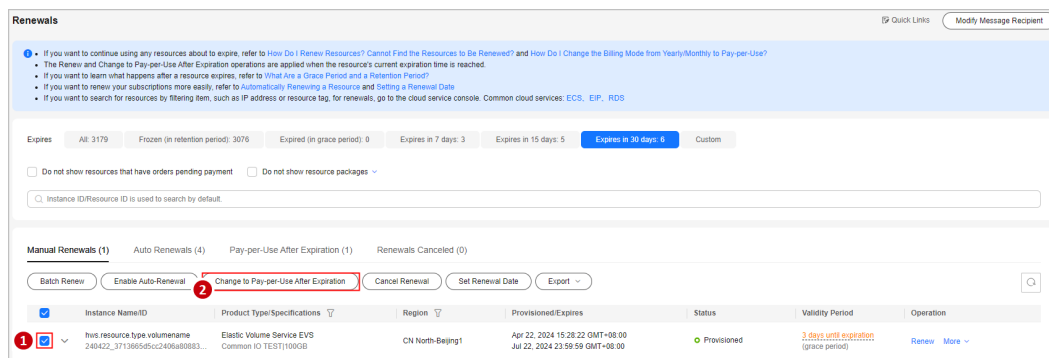 Renewals
Quick Links
Modify Message Recipient
• If you want to continue using any resources about to expire, refer to How Do I Renew Resources? Cannot Find the Resources to Be Renewed? and How Do I Change the Billing Mode from Yearly/Monthly to Pay-per-Use?
• The Renew and Change to Pay-per-Use After Expiration operations are applied when the resource's current expiration time is reached.
• If you want to learn what happens after a resource expires, refer to What Are a Grace Period and a Retention Period?
• If you want to renew your subscriptions more easily, refer to Automatically Renewing a Resource and Setting a Renewal Date
• If you want to search for resources by filtering item, such as IP address or resource tag, for renewals, go to the cloud service console. Common cloud services: ECS、EIP、RDS
Expires All: 3179 Frozen (in retention period): 3076 Expired (in grace period): 0 Expires in 7 days: 3 Expires in 15 days: 5 Expires in 30 days: 6 Custom
Do not show resources that have orders pending payment Do not show resource packages
Instance ID/Resource ID is used to search by default.
Manual Renewals (1) Auto Renewals (4) Pay-per-Use After Expiration (1) Renewals Canceled (0)
Batch Renew Enable Auto-Renewal Change to Pay-per-Use After Expiration Cancel Renewal Set Renewal Date Export
2
Instance Name/ID Product Type/Specifications Region Provisioned/Expires Status Validity Period Operation
1
hws.resource.type.volumename Elastic Volume Service EVS CN North-Beijing1 Apr 22, 2024 15:28:22 GMT+08:00 Provisioned 3 days until expiration Renew More
240422_3713665d5cc2406a80883... Common IO TEST|100GB Jul 22, 2024 23:59:59 GMT+08:00 (grace period)